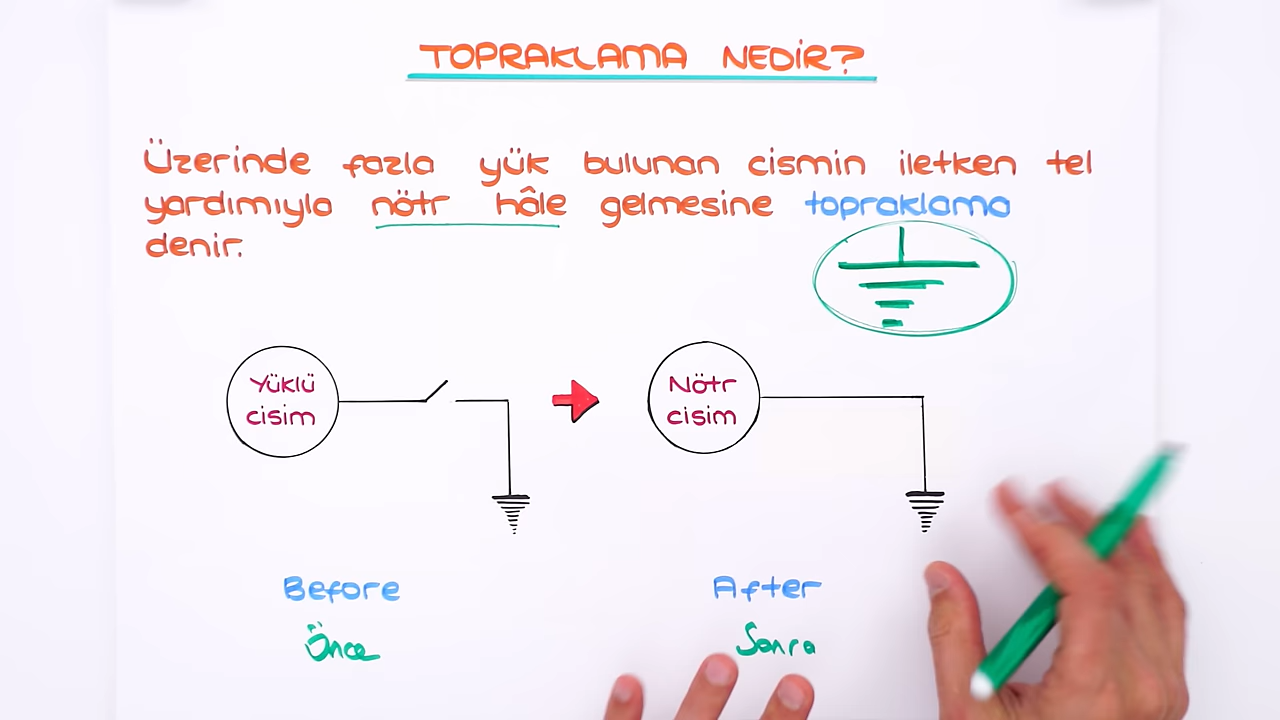 TOPRAKLAMA NEDİR?
Üzerinde fazla yük bulunan cismin iletken tel
yardımıyla nötr hâle gelmesine topraklama
denir.
Yüklü
cisim
Nötr
cisim
Before
After
Önce
Sonra